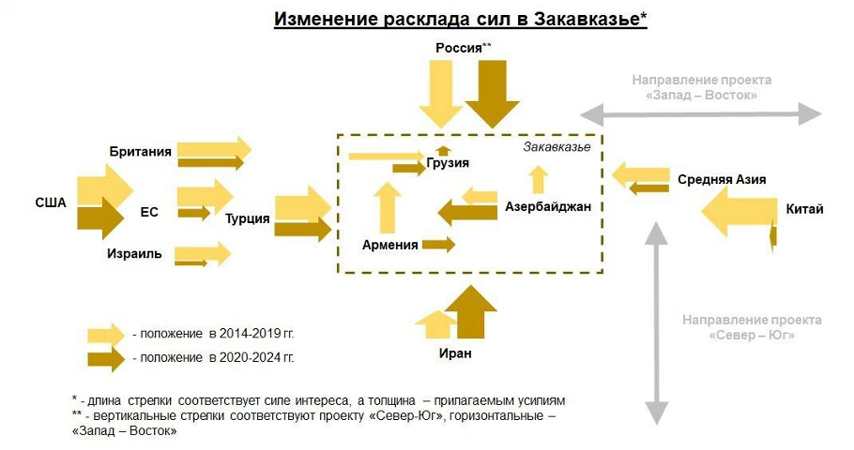 Изменение расклада сил в Закавказье*
Россия**
Направление проекта
«Запад – Восток»
Закавказье
Британия
Грузия
США
ЕС
Турция
Азербайджан
Средняя Азия
Китай
Израиль
Армения
Направление проекта
«Север – Юг»
Иран
- положение в 2014-2019 гг.
- положение в 2020-2024 гг.
* - длина стрелки соответствует силе интереса, а толщина – прилагаемым усилиям
** - вертикальные стрелки соответствуют проекту «Север-Юг», горизонтальные –
«Запад – Восток»